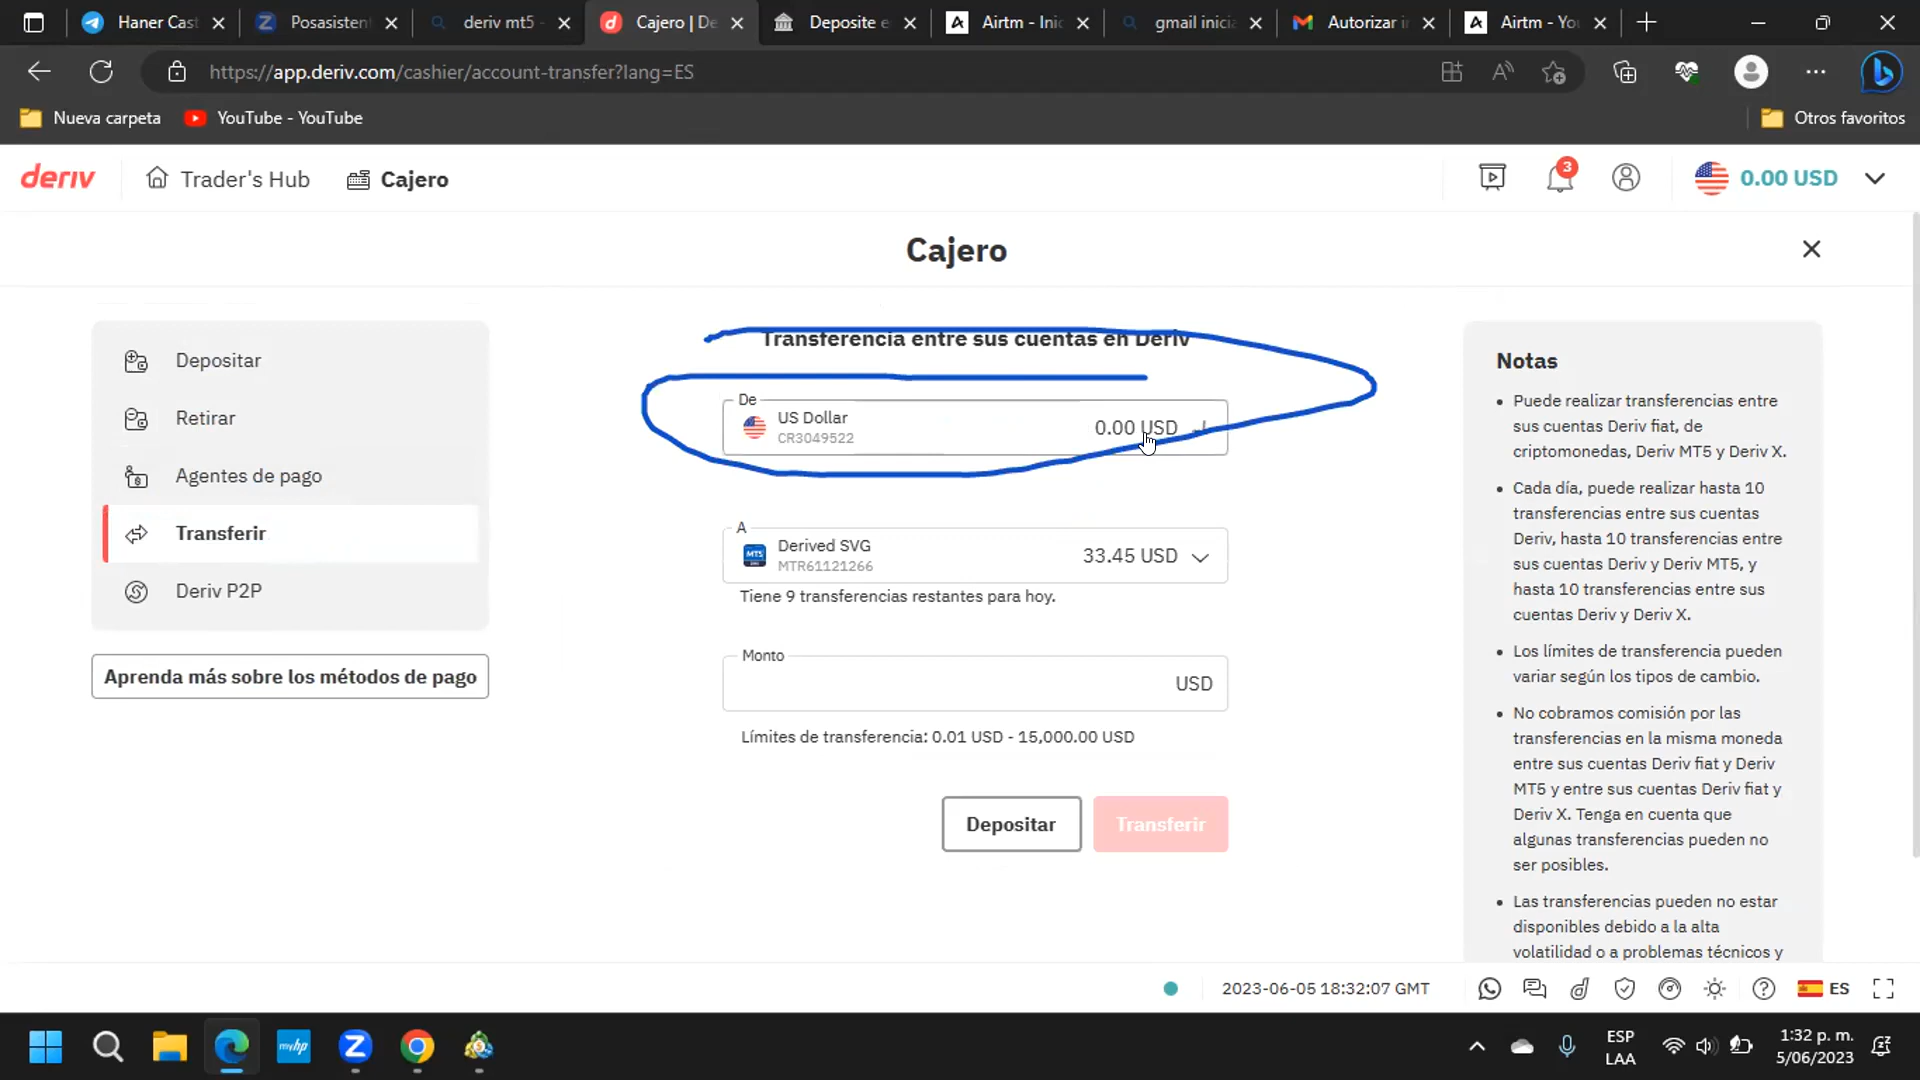 Haner Cast
Posasistent
deriv mt5 -
Cajero | De
Deposite e
Airtm - Inic
gmail inicia
Autorizar i
Airtm - You
https://app.deriv.com/cashier/account-transfer?lang=ES
Nueva carpeta
YouTube - YouTube
Otros favoritos
deriv
Trader's Hub
Cajero
3
0.00 USD
Cajero
Depositar
Retirar
Agentes de pago
Transferir
Deriv P2P
Aprenda más sobre los métodos de pago
Transferencia entre sus cuentas en Deriv
De
US Dollar
CR3049522
0.00 USD
A
MT5
Derived SVG
MTR61121266
33.45 USD
Tiene 9 transferencias restantes para hoy.
Monto
USD
Límites de transferencia: 0.01 USD - 15,000.00 USD
Depositar
Transferir
Notas
• Puede realizar transferencias entre
sus cuentas Deriv fiat, de
criptomonedas, Deriv MT5 y Deriv X.
• Cada día, puede realizar hasta 10
transferencias entre sus cuentas
Deriv, hasta 10 transferencias entre
sus cuentas Deriv y Deriv MT5, y
hasta 10 transferencias entre sus
cuentas Deriv y Deriv X.
• Los límites de transferencia pueden
variar según los tipos de cambio.
• No cobramos comisión por las
transferencias en la misma moneda
entre sus cuentas Deriv fiat y Deriv
MT5 y entre sus cuentas Deriv fiat y
Deriv X. Tenga en cuenta que
algunas transferencias pueden no
ser posibles.
• Las transferencias pueden no estar
disponibles debido a la alta
volatilidad o a problemas técnicos y
2023-06-05 18:32:07 GMT
ES
myhp
Z
ESP
LAA
1:32 p. m.
5/06/2023